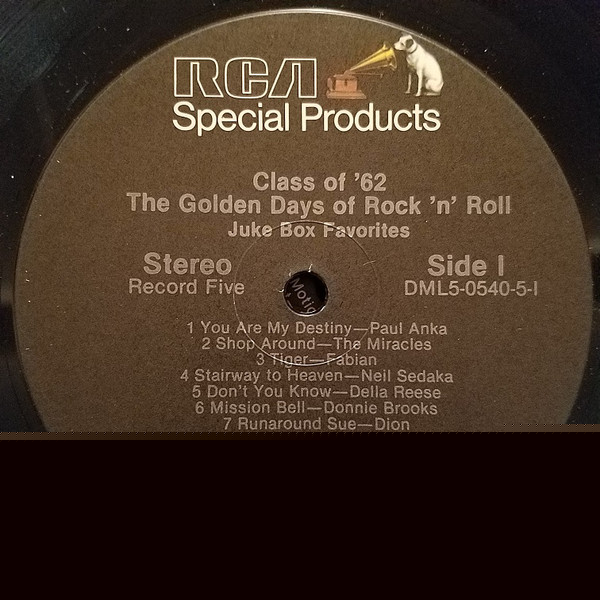 RCA
Special Products
Class of ’62
The Golden Days of Rock ’n’ Roll
Juke Box Favorites
Stereo
Side I
Record Five
DML5-0540-5-I
Motio
1 You Are My Destiny—Paul Anka
2 Shop Around—The Miracles
3 Tiger—Fabian
4 Stairway to Heaven—Neil Sedaka
5 Don’t You Know—Della Reese
6 Mission Bell—Donnie Brooks
7 Runaround Sue—Dion